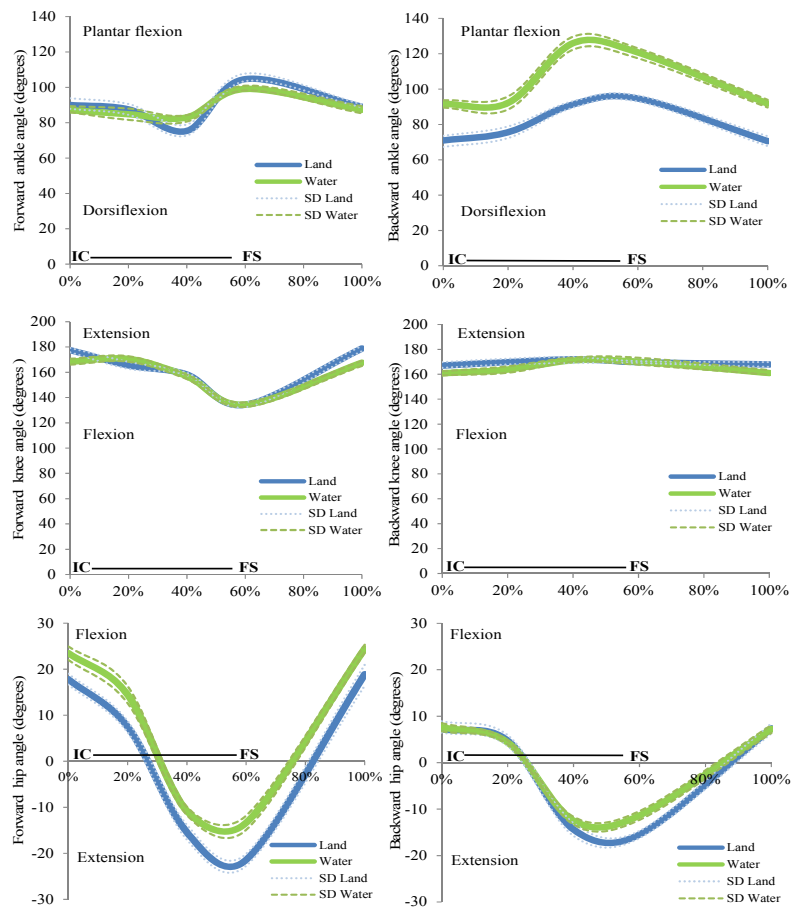 Forward ankle angle (degrees)
140
120
100
80
60
40
20
0
Plantar flexion
Dorsiflexion
Land
Water
SD Land
SD Water
IC
FS
0% 20% 40% 60% 80% 100%
Backward ankle angle (degrees)
140
120
100
80
60
40
20
0
Plantar flexion
Dorsiflexion
Land
Water
SD Land
SD Water
IC
FS
0% 20% 40% 60% 80% 100%
Forward knee angle (degrees)
200
180
160
140
120
100
80
60
40
20
0
Extension
Flexion
Land
Water
SD Land
SD Water
IC
FS
0% 20% 40% 60% 80% 100%
Backward knee angle (degrees)
200
180
160
140
120
100
80
60
40
20
0
Extension
Flexion
Land
Water
SD Land
SD Water
IC
FS
0% 20% 40% 60% 80% 100%
Forward hip angle (degrees)
30
20
10
0
-10
-20
-30
Flexion
IC
FS
0% 20% 40% 60% 80% 100%
Extension
Land
Water
SD Land
SD Water
Backward hip angle (degrees)
30
20
10
0
-10
-20
-30
Flexion
IC
FS
0% 20% 40% 60% 80% 100%
Extension
Land
Water
SD Land
SD Water